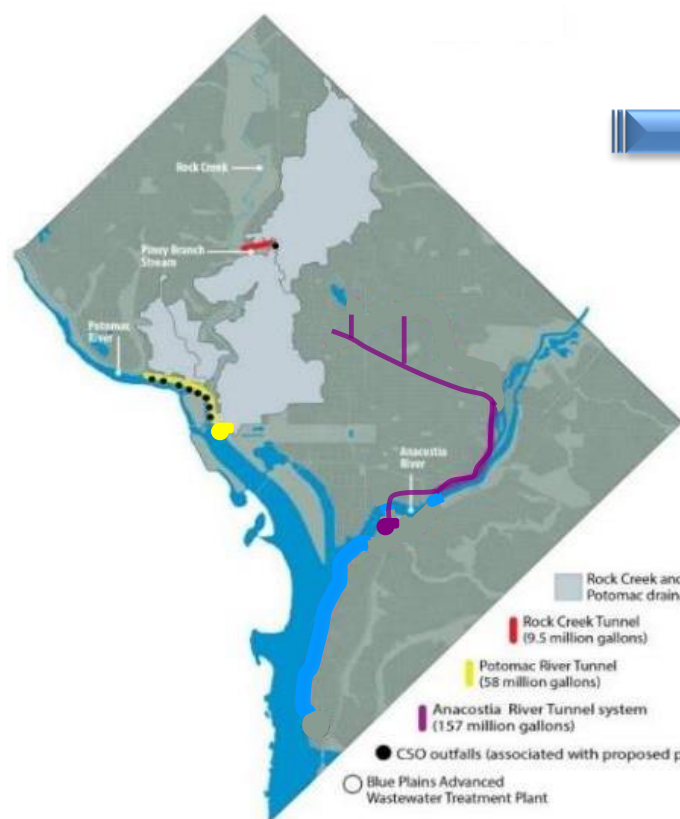 Rock Creek
Piney Branch
Stream
Potomac
River
Anacostia
River
Rock Creek and
Potomac drain
Rock Creek Tunnel
(9.5 million gallons)
Potomac River Tunnel
(58 million gallons)
Anacostia River Tunnel system
(157 million gallons)
CSO outfalls (associated with proposed p
Blue Plains Advanced
Wastewater Treatment Plant